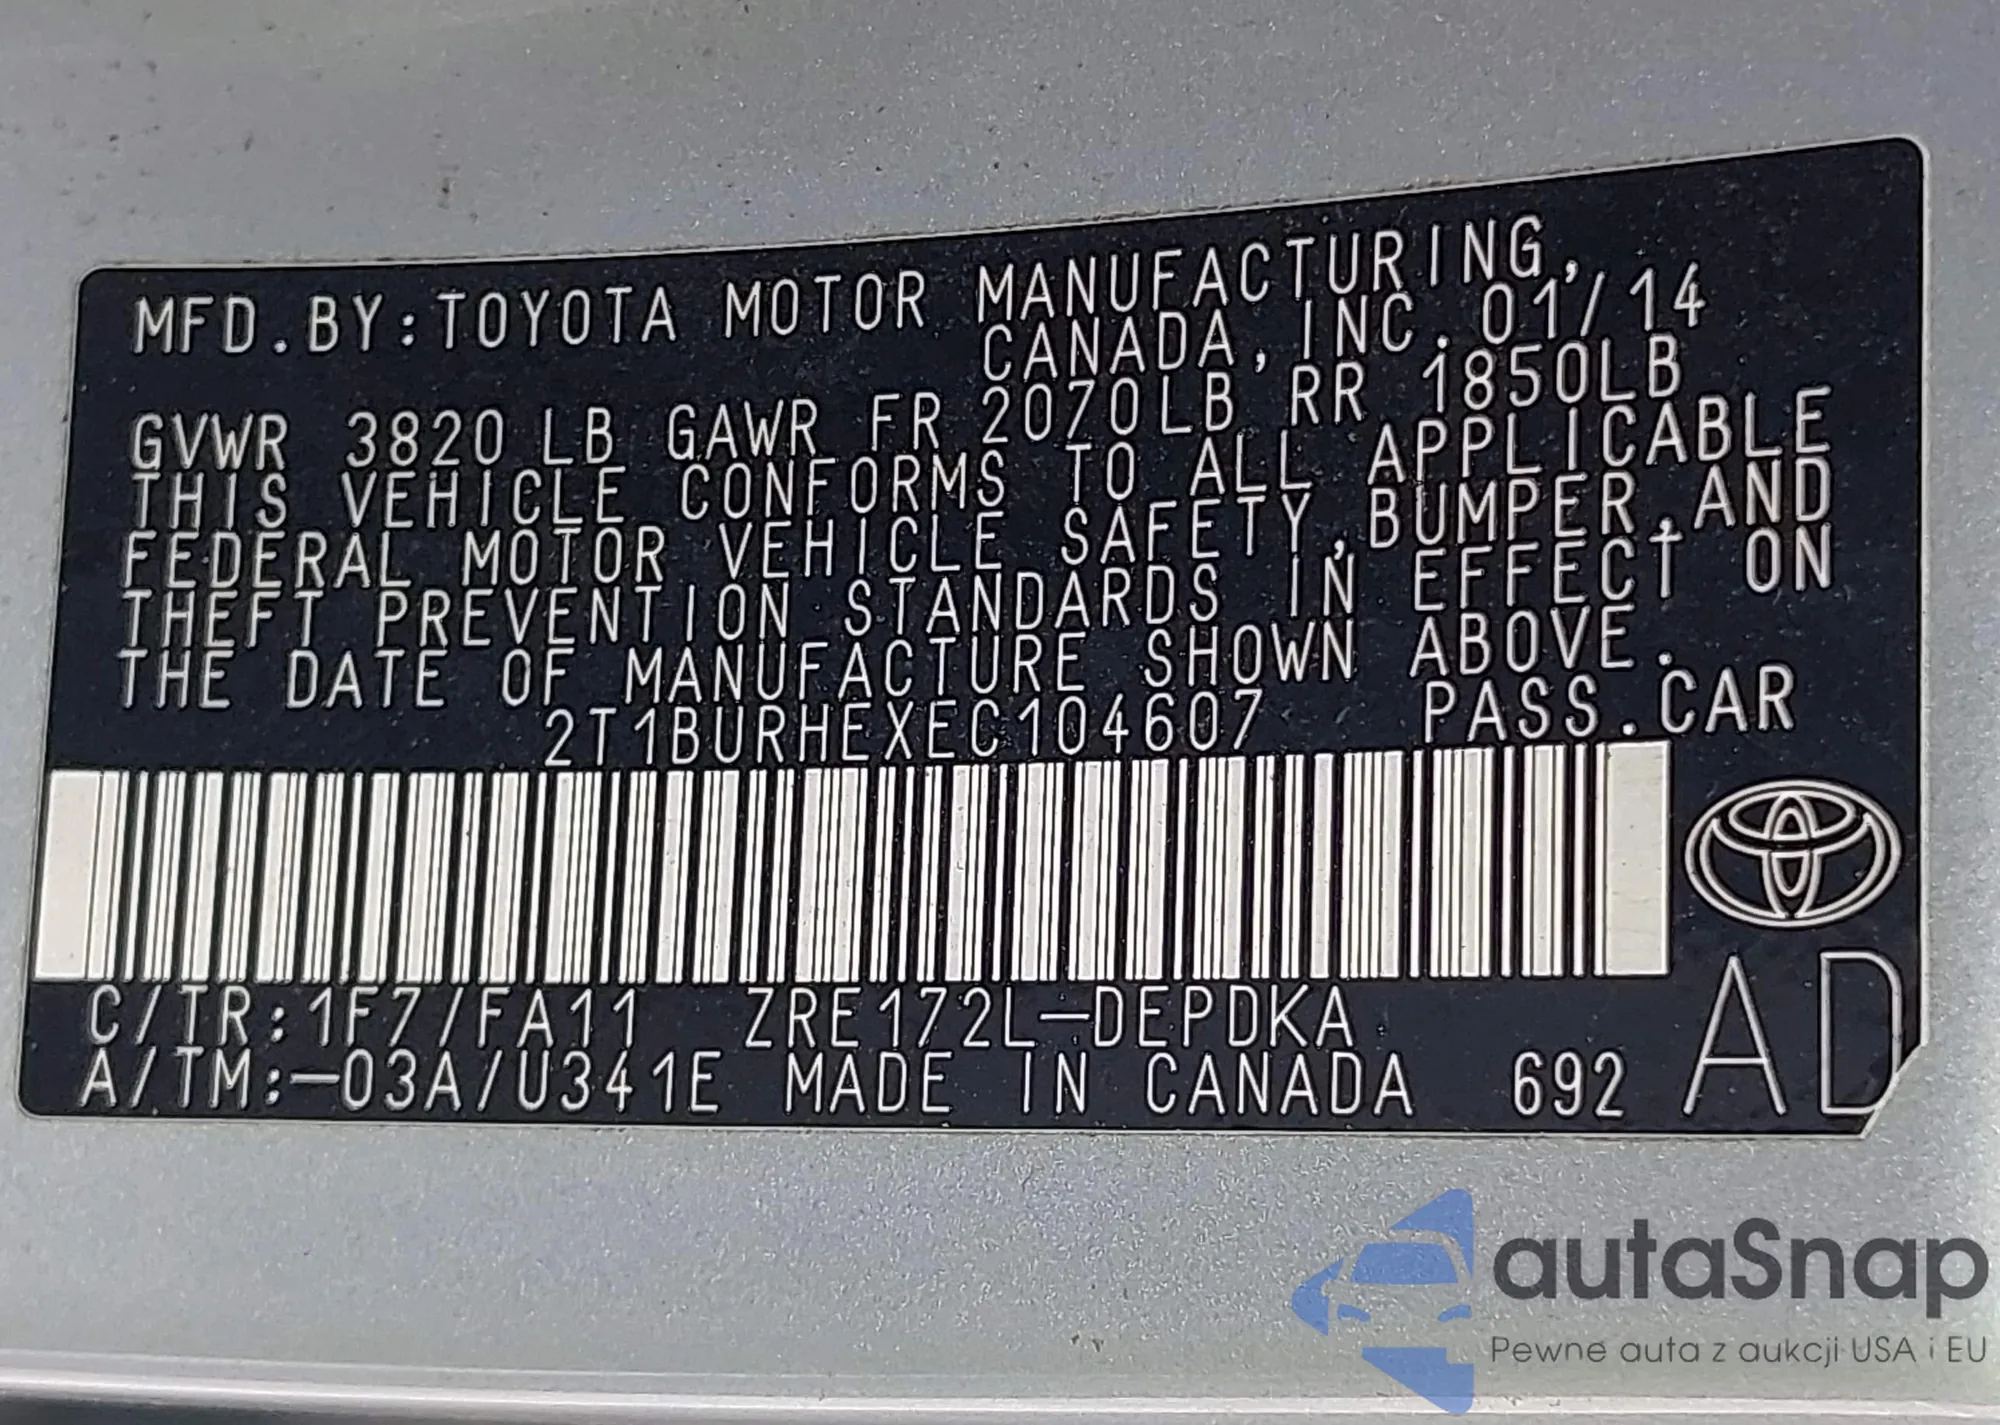 MFD.BY:TOYOTA MOTOR MANUFACTURING,
CANADA,INC.01/14
GVWR 3820 LB GAWR FR 2070LB RR 1850LB
THIS VEHICLE CONFORMS TO ALL APPLICABLE
FEDERAL MOTOR VEHICLE SAFETY,BUMPER,AND
THEFT PREVENTION STANDARDS IN EFFECT ON
THE DATE OF MANUFACTURE SHOWN ABOVE.
2T1BURHEXEC104607 PASS.CAR
C/TR:1F7/FA11 ZRE172L-DEPDKA
A/TM:-03A/U341E MADE IN CANADA 692
AD
autaSnap
Pewne auta z aukcji USA i EU